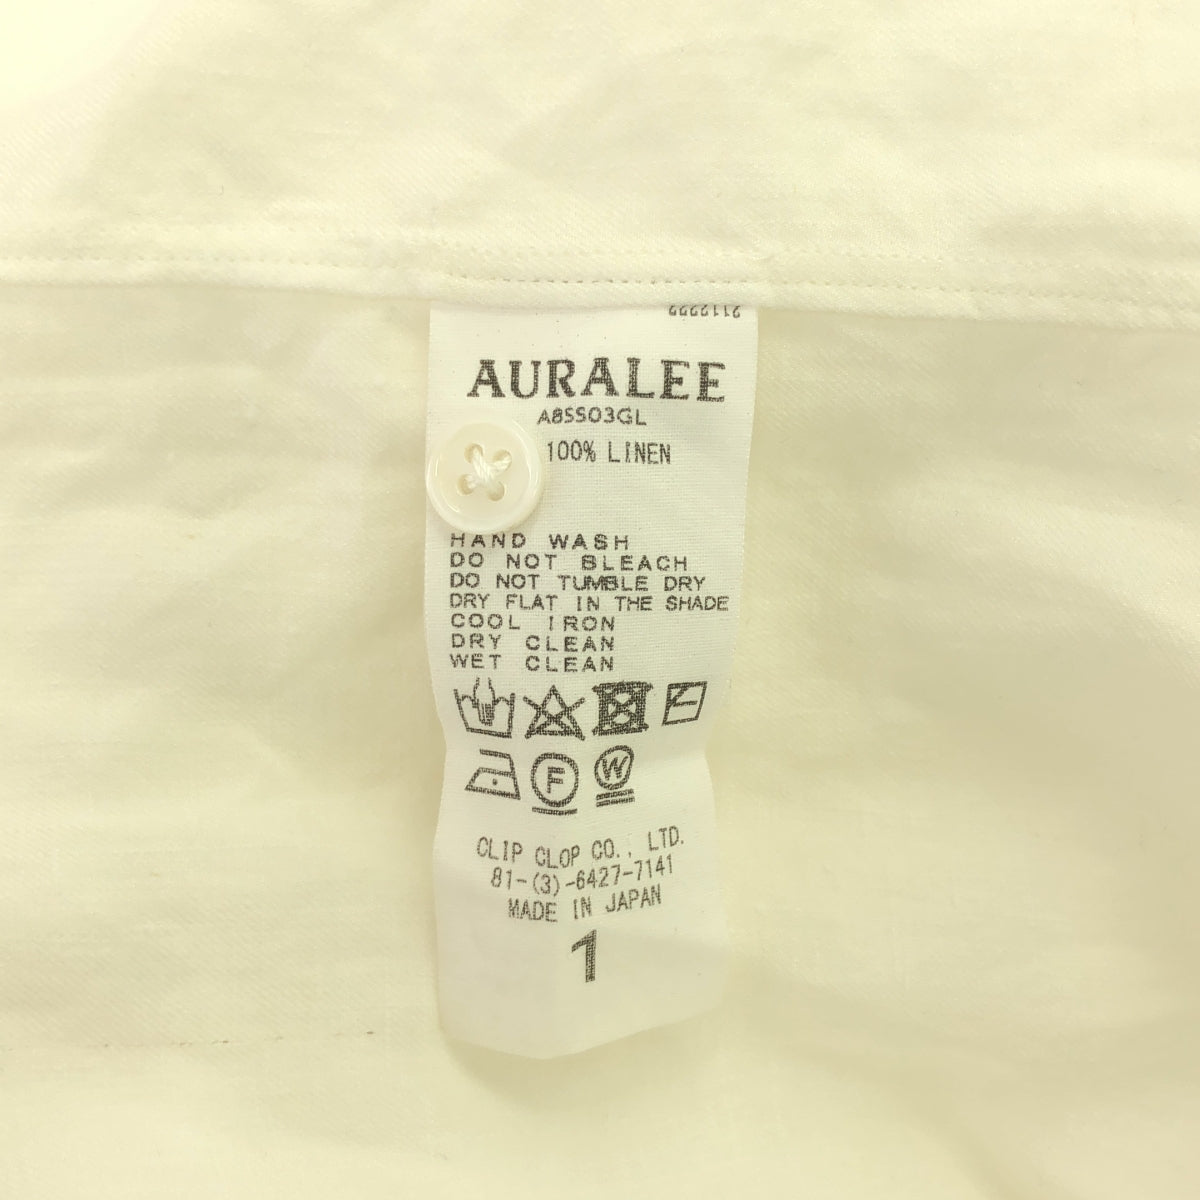 2112222
AURALEE
A8SS03GL
100% LINEN
HAND WASH
DO NOT BLEACH
DO NOT TUMBLE DRY
DRY FLAT IN THE SHADE
COOL IRON
DRY CLEAN
WET CLEAN
F W
CLIP CLOP CO., LTD.
81-(3)-6427-7141
MADE IN JAPAN
1